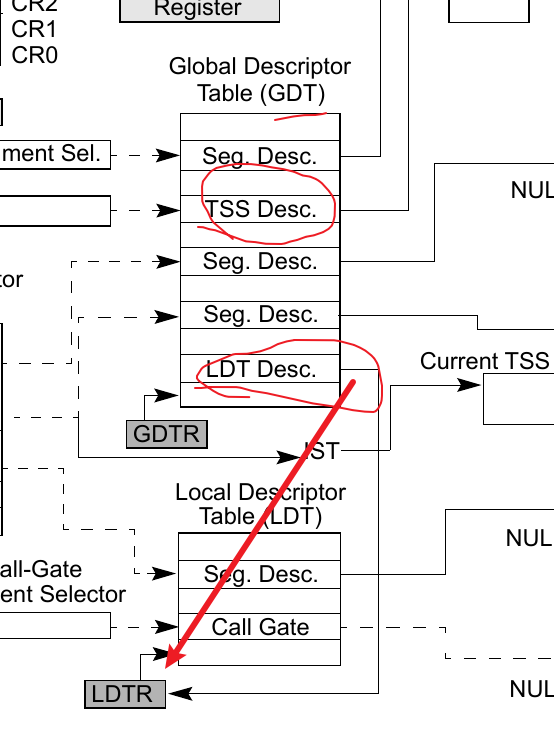 CR2
CR1
CR0
Register
Global Descriptor
Table (GDT)
ment Sel.
Seg. Desc.
TSS Desc.
NUL
Seg. Desc.
tor
Seg. Desc.
Current TSS
LDT Desc.
GDTR
IST
Local Descriptor
Table (LDT)
NUL
all-Gate
Seg. Desc.
ent Selector
Call Gate
LDTR
NUL